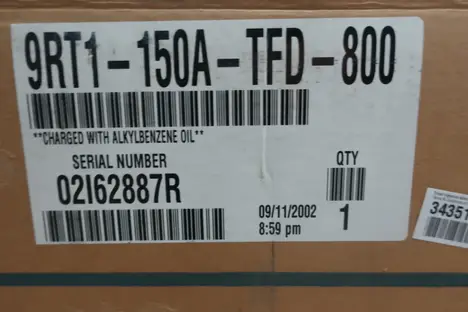 9RT1-150A-TFD-800
**CHARGED WITH ALKYLBENZENE OIL**
SERIAL NUMBER
02I62887R
QTY
1
09/11/2002
8:59 pm
34351